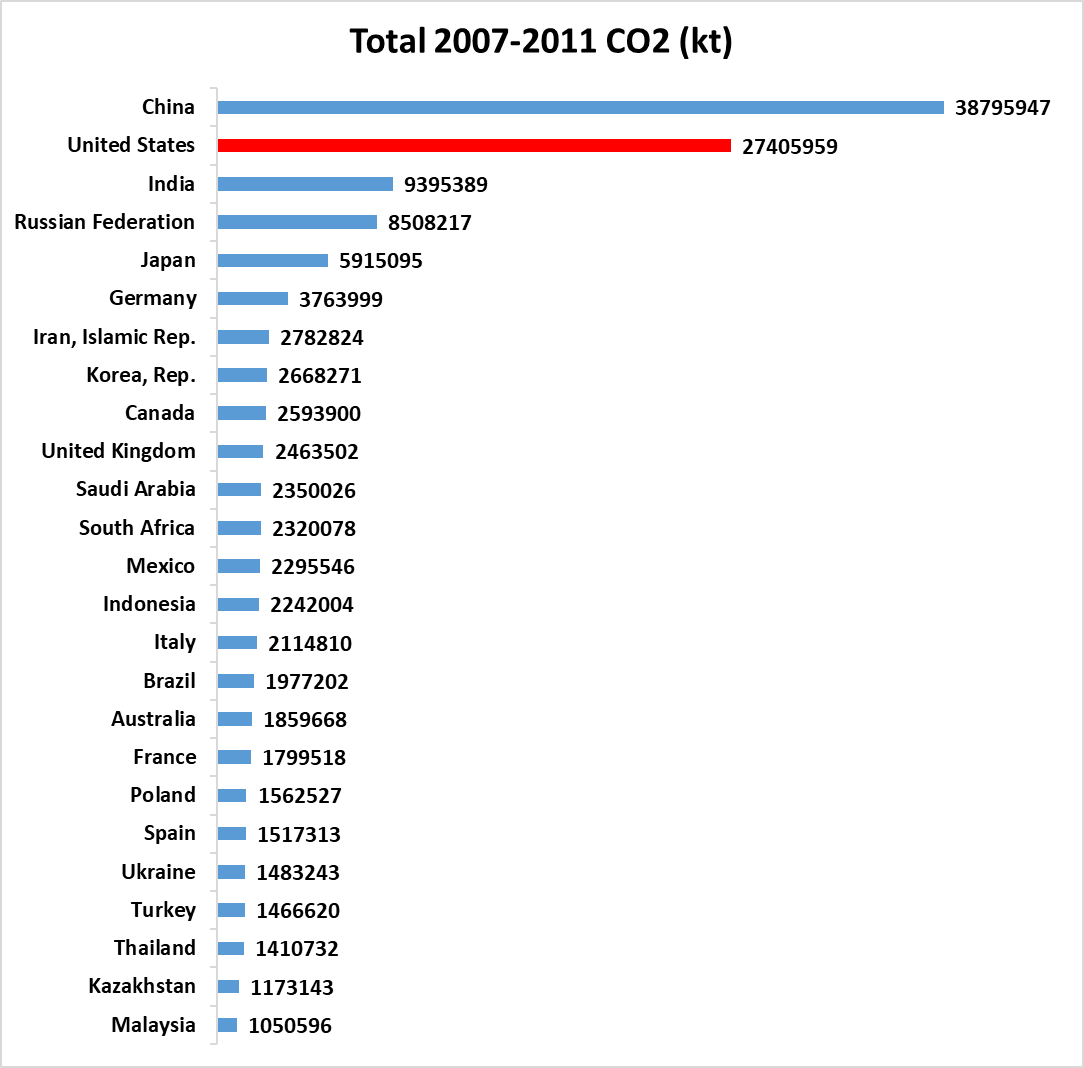 Total 2007-2011 CO2 (kt)
China 38795947
United States 27405959
India 9395389
Russian Federation 8508217
Japan 5915095
Germany 3763999
Iran, Islamic Rep. 2782824
Korea, Rep. 2668271
Canada 2593900
United Kingdom 2463502
Saudi Arabia 2350026
South Africa 2320078
Mexico 2295546
Indonesia 2242004
Italy 2114810
Brazil 1977202
Australia 1859668
France 1799518
Poland 1562527
Spain 1517313
Ukraine 1483243
Turkey 1466620
Thailand 1410732
Kazakhstan 1173143
Malaysia 1050596